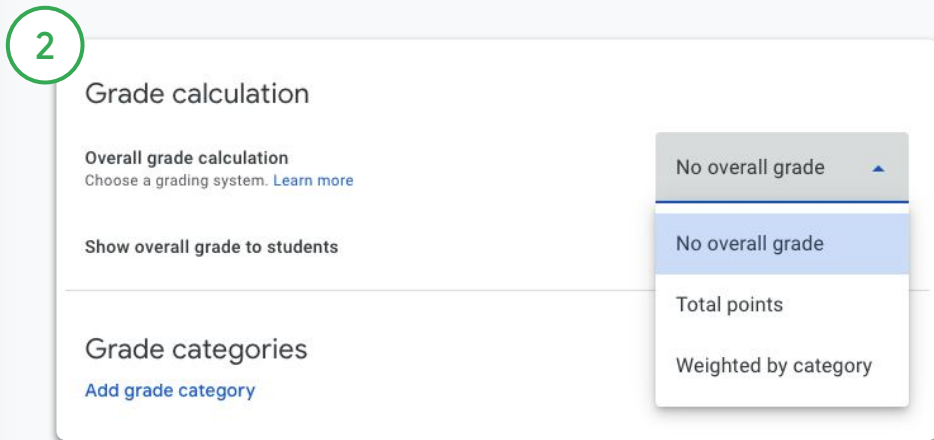 2
Grade calculation
Overall grade calculation
Choose a grading system. Learn more
No overall grade
No overall grade
Total points
Weighted by category
Show overall grade to students
Grade categories
Add grade category